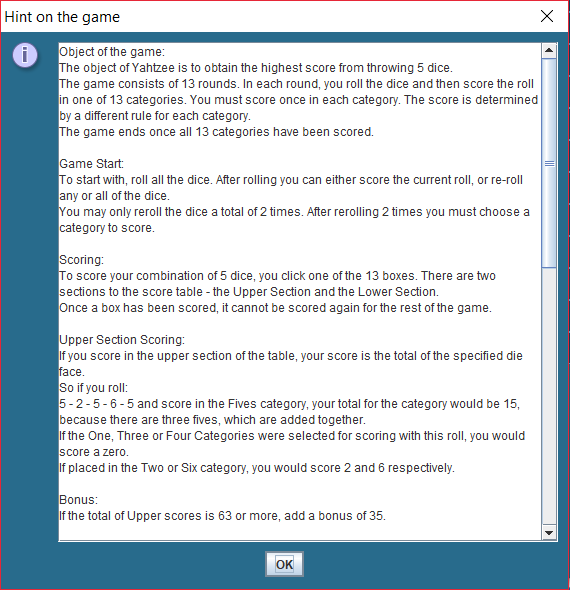 Hint on the game
Object of the game:
The object of Yahtzee is to obtain the highest score from throwing 5 dice.
The game consists of 13 rounds. In each round, you roll the dice and then score the roll
in one of 13 categories. You must score once in each category. The score is determined
by a different rule for each category.
The game ends once all 13 categories have been scored.
Game Start:
To start with, roll all the dice. After rolling you can either score the current roll, or re-roll
any or all of the dice.
You may only reroll the dice a total of 2 times. After rerolling 2 times you must choose a
category to score.
Scoring:
To score your combination of 5 dice, you click one of the 13 boxes. There are two
sections to the score table - the Upper Section and the Lower Section.
Once a box has been scored, it cannot be scored again for the rest of the game.
Upper Section Scoring:
If you score in the upper section of the table, your score is the total of the specified die
face.
So if you roll:
5 - 2 - 5 - 6 - 5 and score in the Fives category, your total for the category would be 15,
because there are three fives, which are added together.
If the One, Three or Four Categories were selected for scoring with this roll, you would
score a zero.
If placed in the Two or Six category, you would score 2 and 6 respectively.
Bonus:
If the total of Upper scores is 63 or more, add a bonus of 35.
OK